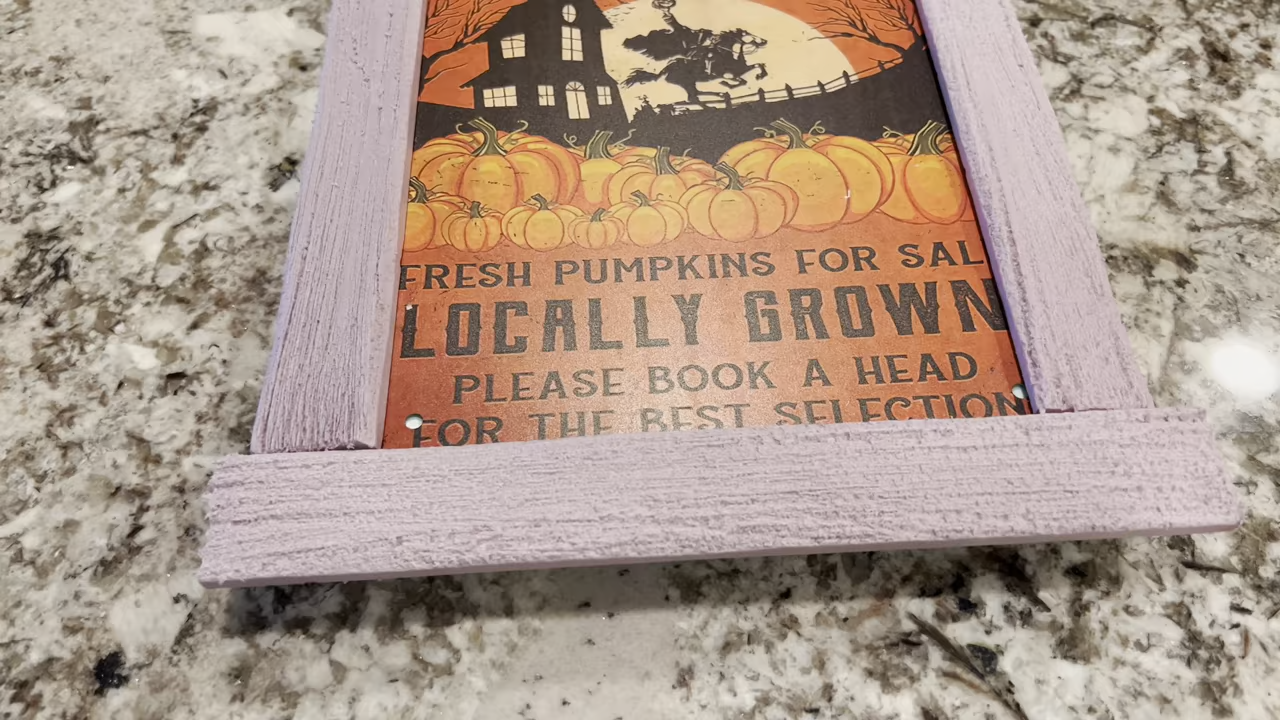 FRESH PUMPKINS FOR SAL
LOCALLY GROWN
PLEASE BOOK A HEAD
FOR THE BEST SELECTION